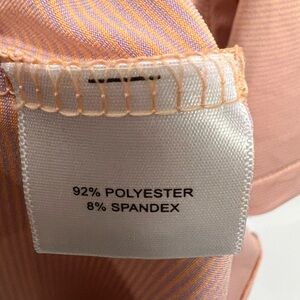 92% POLYESTER
8% SPANDEX